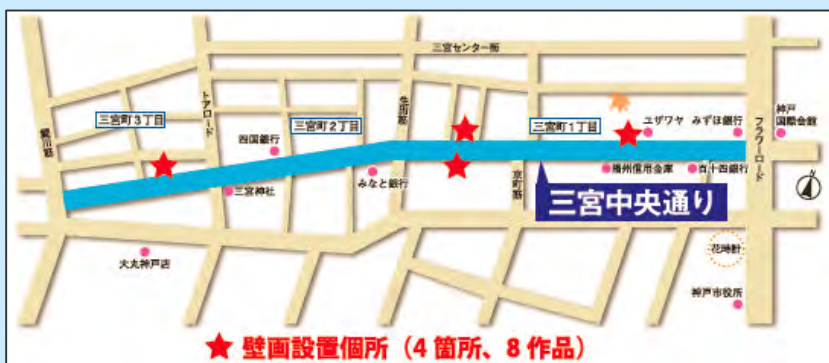 三宮センター街
鯉川筋
トアロード
生田筋
三宮町3丁目
四国銀行
三宮町2丁目
三宮町1丁目
ユザワヤ
みずほ銀行
フラワーロード
神戸
国際会館
三宮神社
みなと銀行
京町筋
播州信用金庫
百十四銀行
三宮中央通り
N
大丸神戸店
花時計
神戸市役所
★ 壁画設置個所（4箇所、8作品）